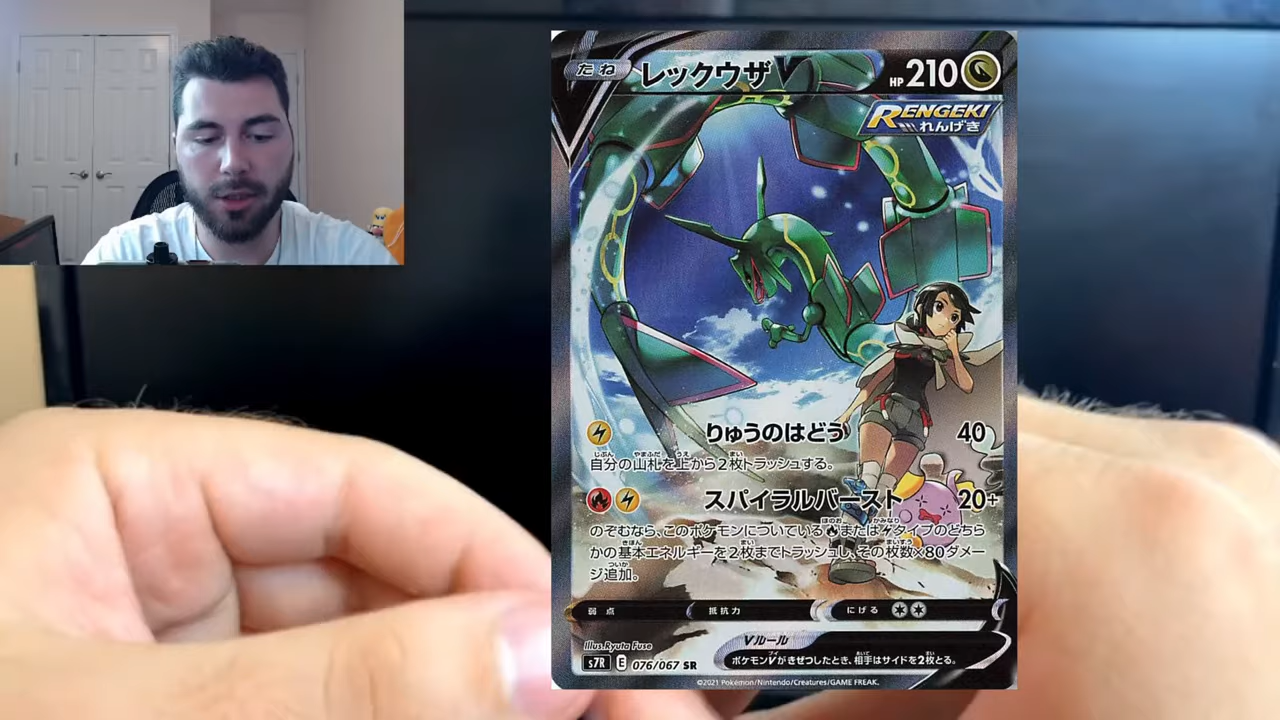 たね レックウザV HP 210
RENGEKI
れんげき
りゅうのはどう 40
自分の山札を上から2枚トラッシュする。
スパイラルバースト 20+
のぞむなら、このポケモンについている またはタイプのどちら
かの基本エネルギーを2枚までトラッシュし、その枚数×80ダメー
ジ追加。
弱点 抵抗力 にげる
Illus.Ryuta Fuse
Vルール
s7R E 076/067 SR
ポケモンVがきぜつしたとき、相手はサイドを2枚とる。
©2021 Pokémon/Nintendo/Creatures/GAME FREAK.